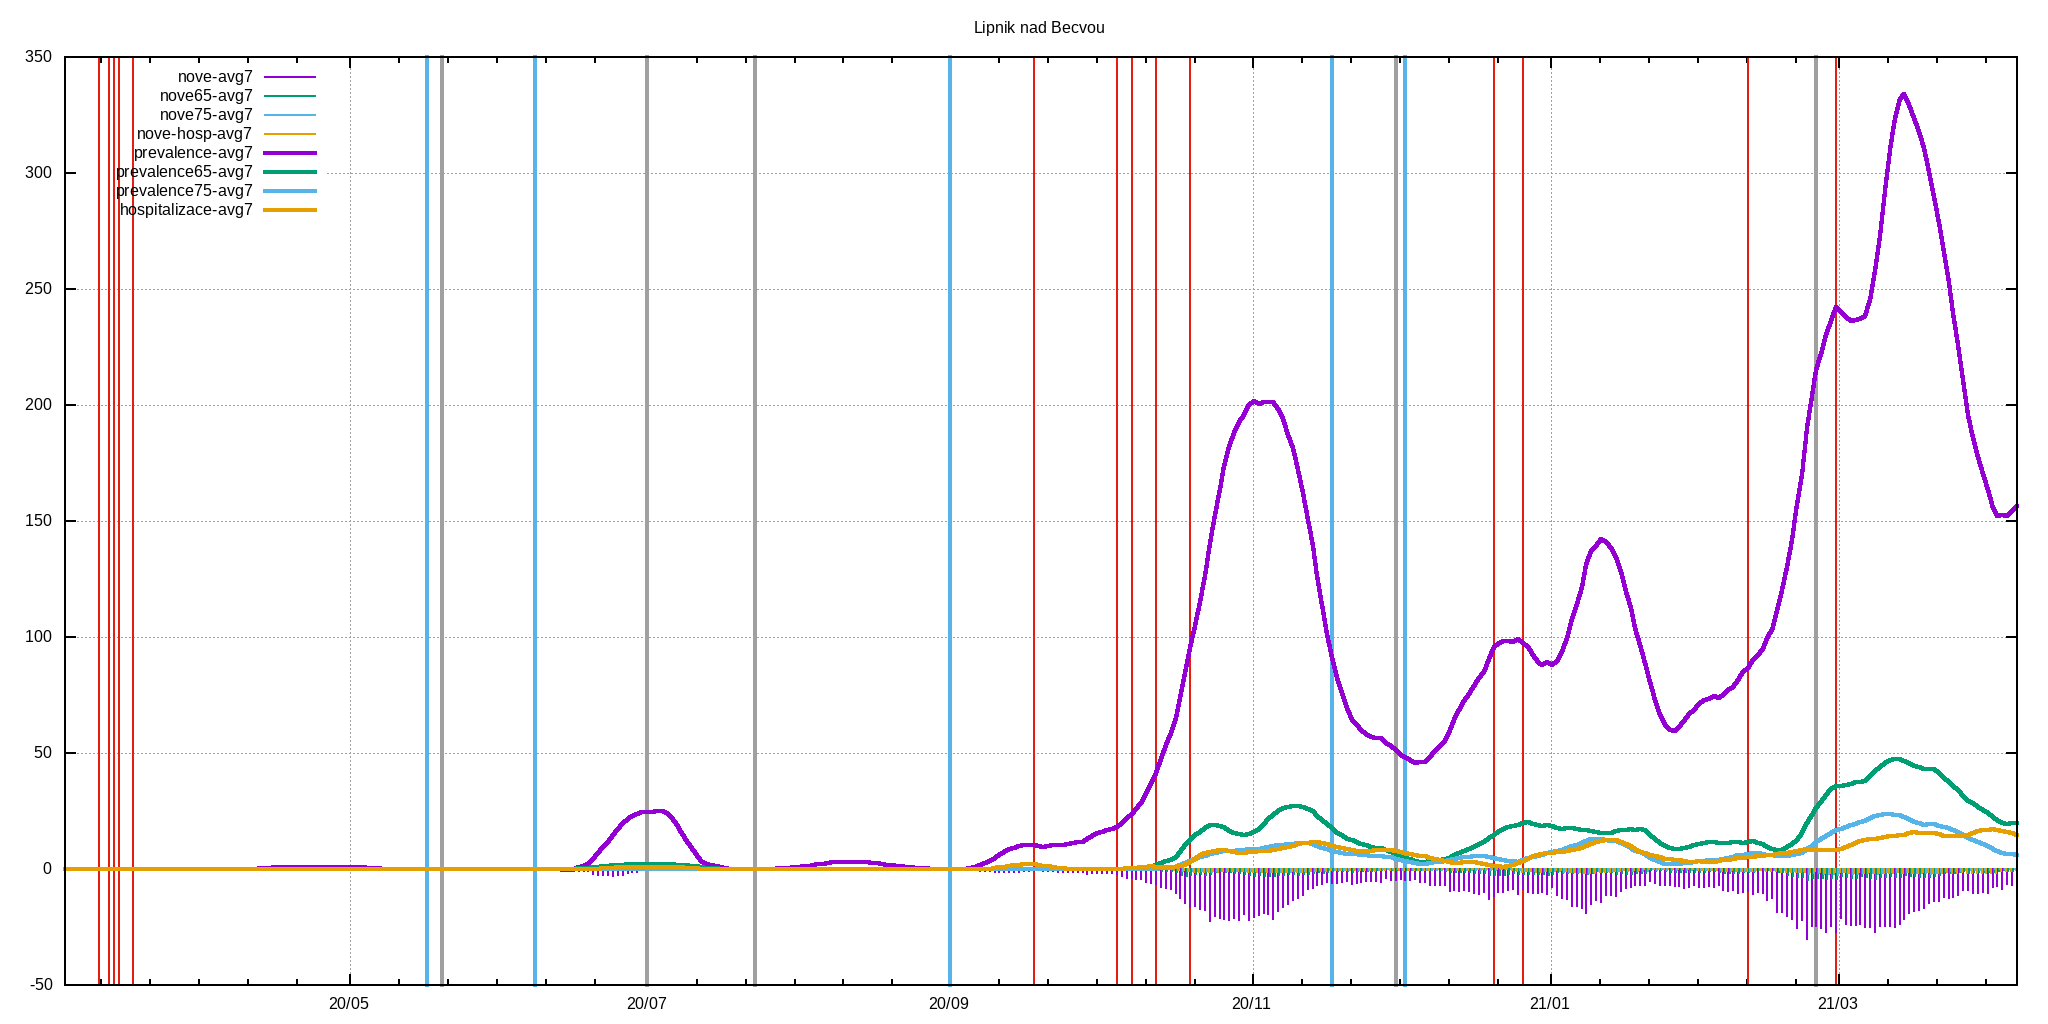 Lipnik nad Becvou
350
300
250
200
150
100
50
0
-50
nove-avg7
nove65-avg7
nove75-avg7
nove-hosp-avg7
prevalence-avg7
prevalence65-avg7
prevalence75-avg7
hospitalizace-avg7
20/05 20/07 20/09 20/11 21/01 21/03